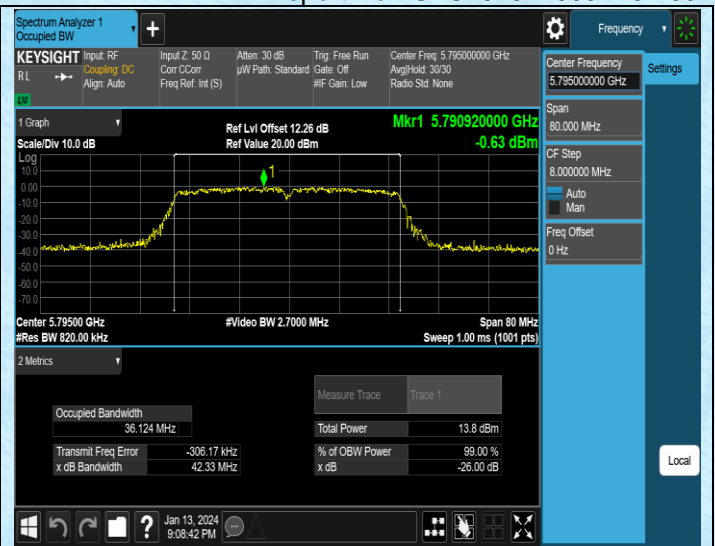 Spectrum Analyzer 1
Occupied BW
+
Frequency
KEYSIGHT
RL
LXI
Input: RF
Coupling: DC
Align: Auto
Input Z: 50 Ω
Corr CCorr
Freq Ref: Int (S)
Atten: 30 dB
µW Path: Standard
Trig: Free Run
Gate: Off
#IF Gain: Low
Center Freq: 5.795000000 GHz
Avg|Hold: 30/30
Radio Std: None
Center Frequency
5.795000000 GHz
Settings
Span
80.000 MHz
CF Step
8.000000 MHz
Auto
Man
Freq Offset
0 Hz
1 Graph
Scale/Div 10.0 dB
Ref Lvl Offset 12.26 dB
Ref Value 20.00 dBm
Mkr1 5.790920000 GHz
-0.63 dBm
Log
10.0
0.00
-10.0
-20.0
-30.0
-40.0
-50.0
-60.0
-70.0
1
Center 5.79500 GHz
#Res BW 820.00 kHz
#Video BW 2.7000 MHz
Span 80 MHz
Sweep 1.00 ms (1001 pts)
2 Metrics
Measure Trace Trace 1
Occupied Bandwidth
36.124 MHz
Total Power 13.8 dBm
Transmit Freq Error -306.17 kHz
% of OBW Power 99.00 %
x dB Bandwidth 42.33 MHz
x dB -26.00 dB
Local
?
Jan 13, 2024
9:08:42 PM